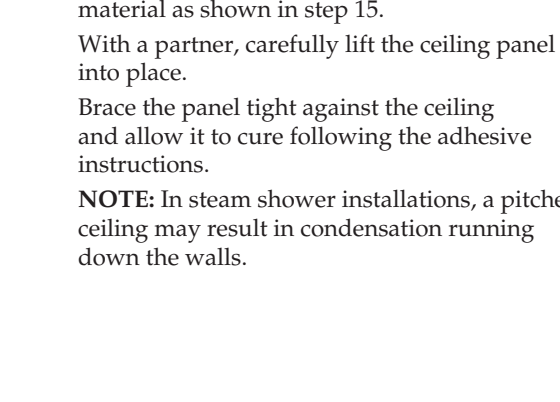 material as shown in step 15.
With a partner, carefully lift the ceiling panel
into place.
Brace the panel tight against the ceiling
and allow it to cure following the adhesive
instructions.
NOTE: In steam shower installations, a pitche
ceiling may result in condensation running
down the walls.